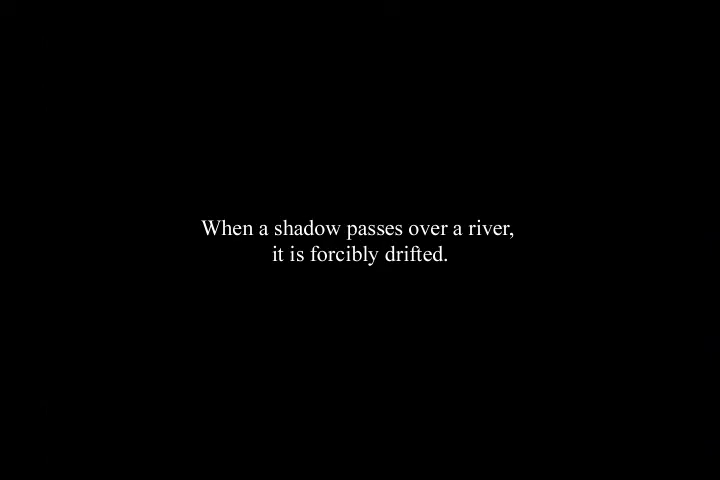 When a shadow passes over a river,
it is forcibly drifted.